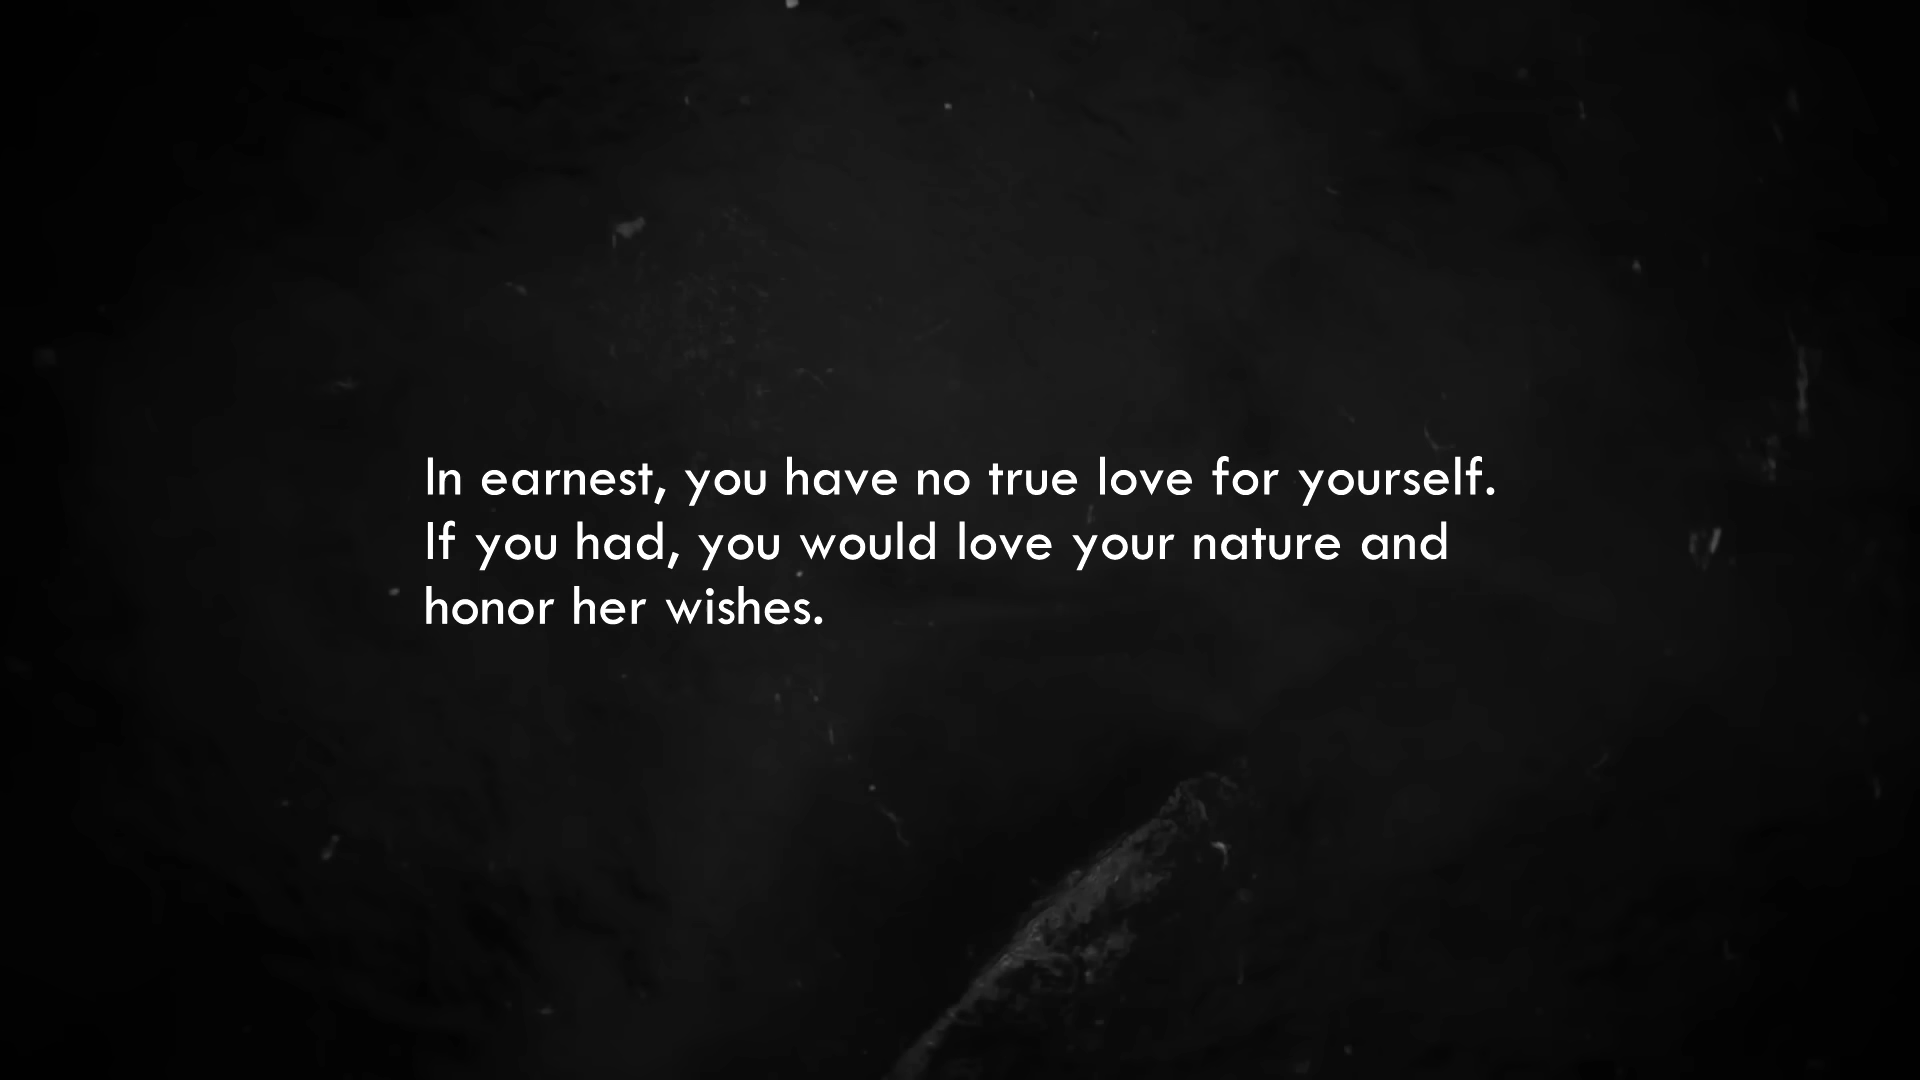 In earnest, you have no true love for yourself.
If you had, you would love your nature and
honor her wishes.